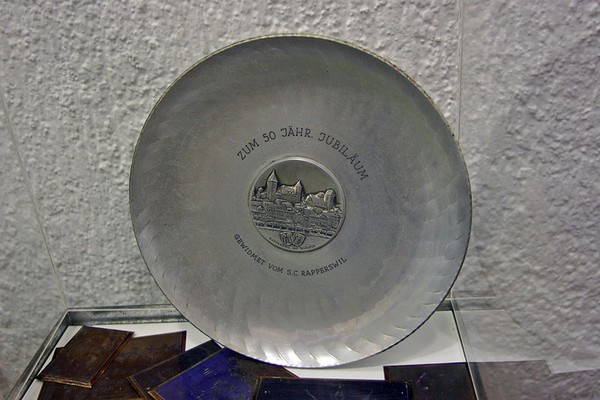 ZUM 50 JÄHR. JUBILÄUM
GEWIDMET VOM S.C. RAPPERSWIL